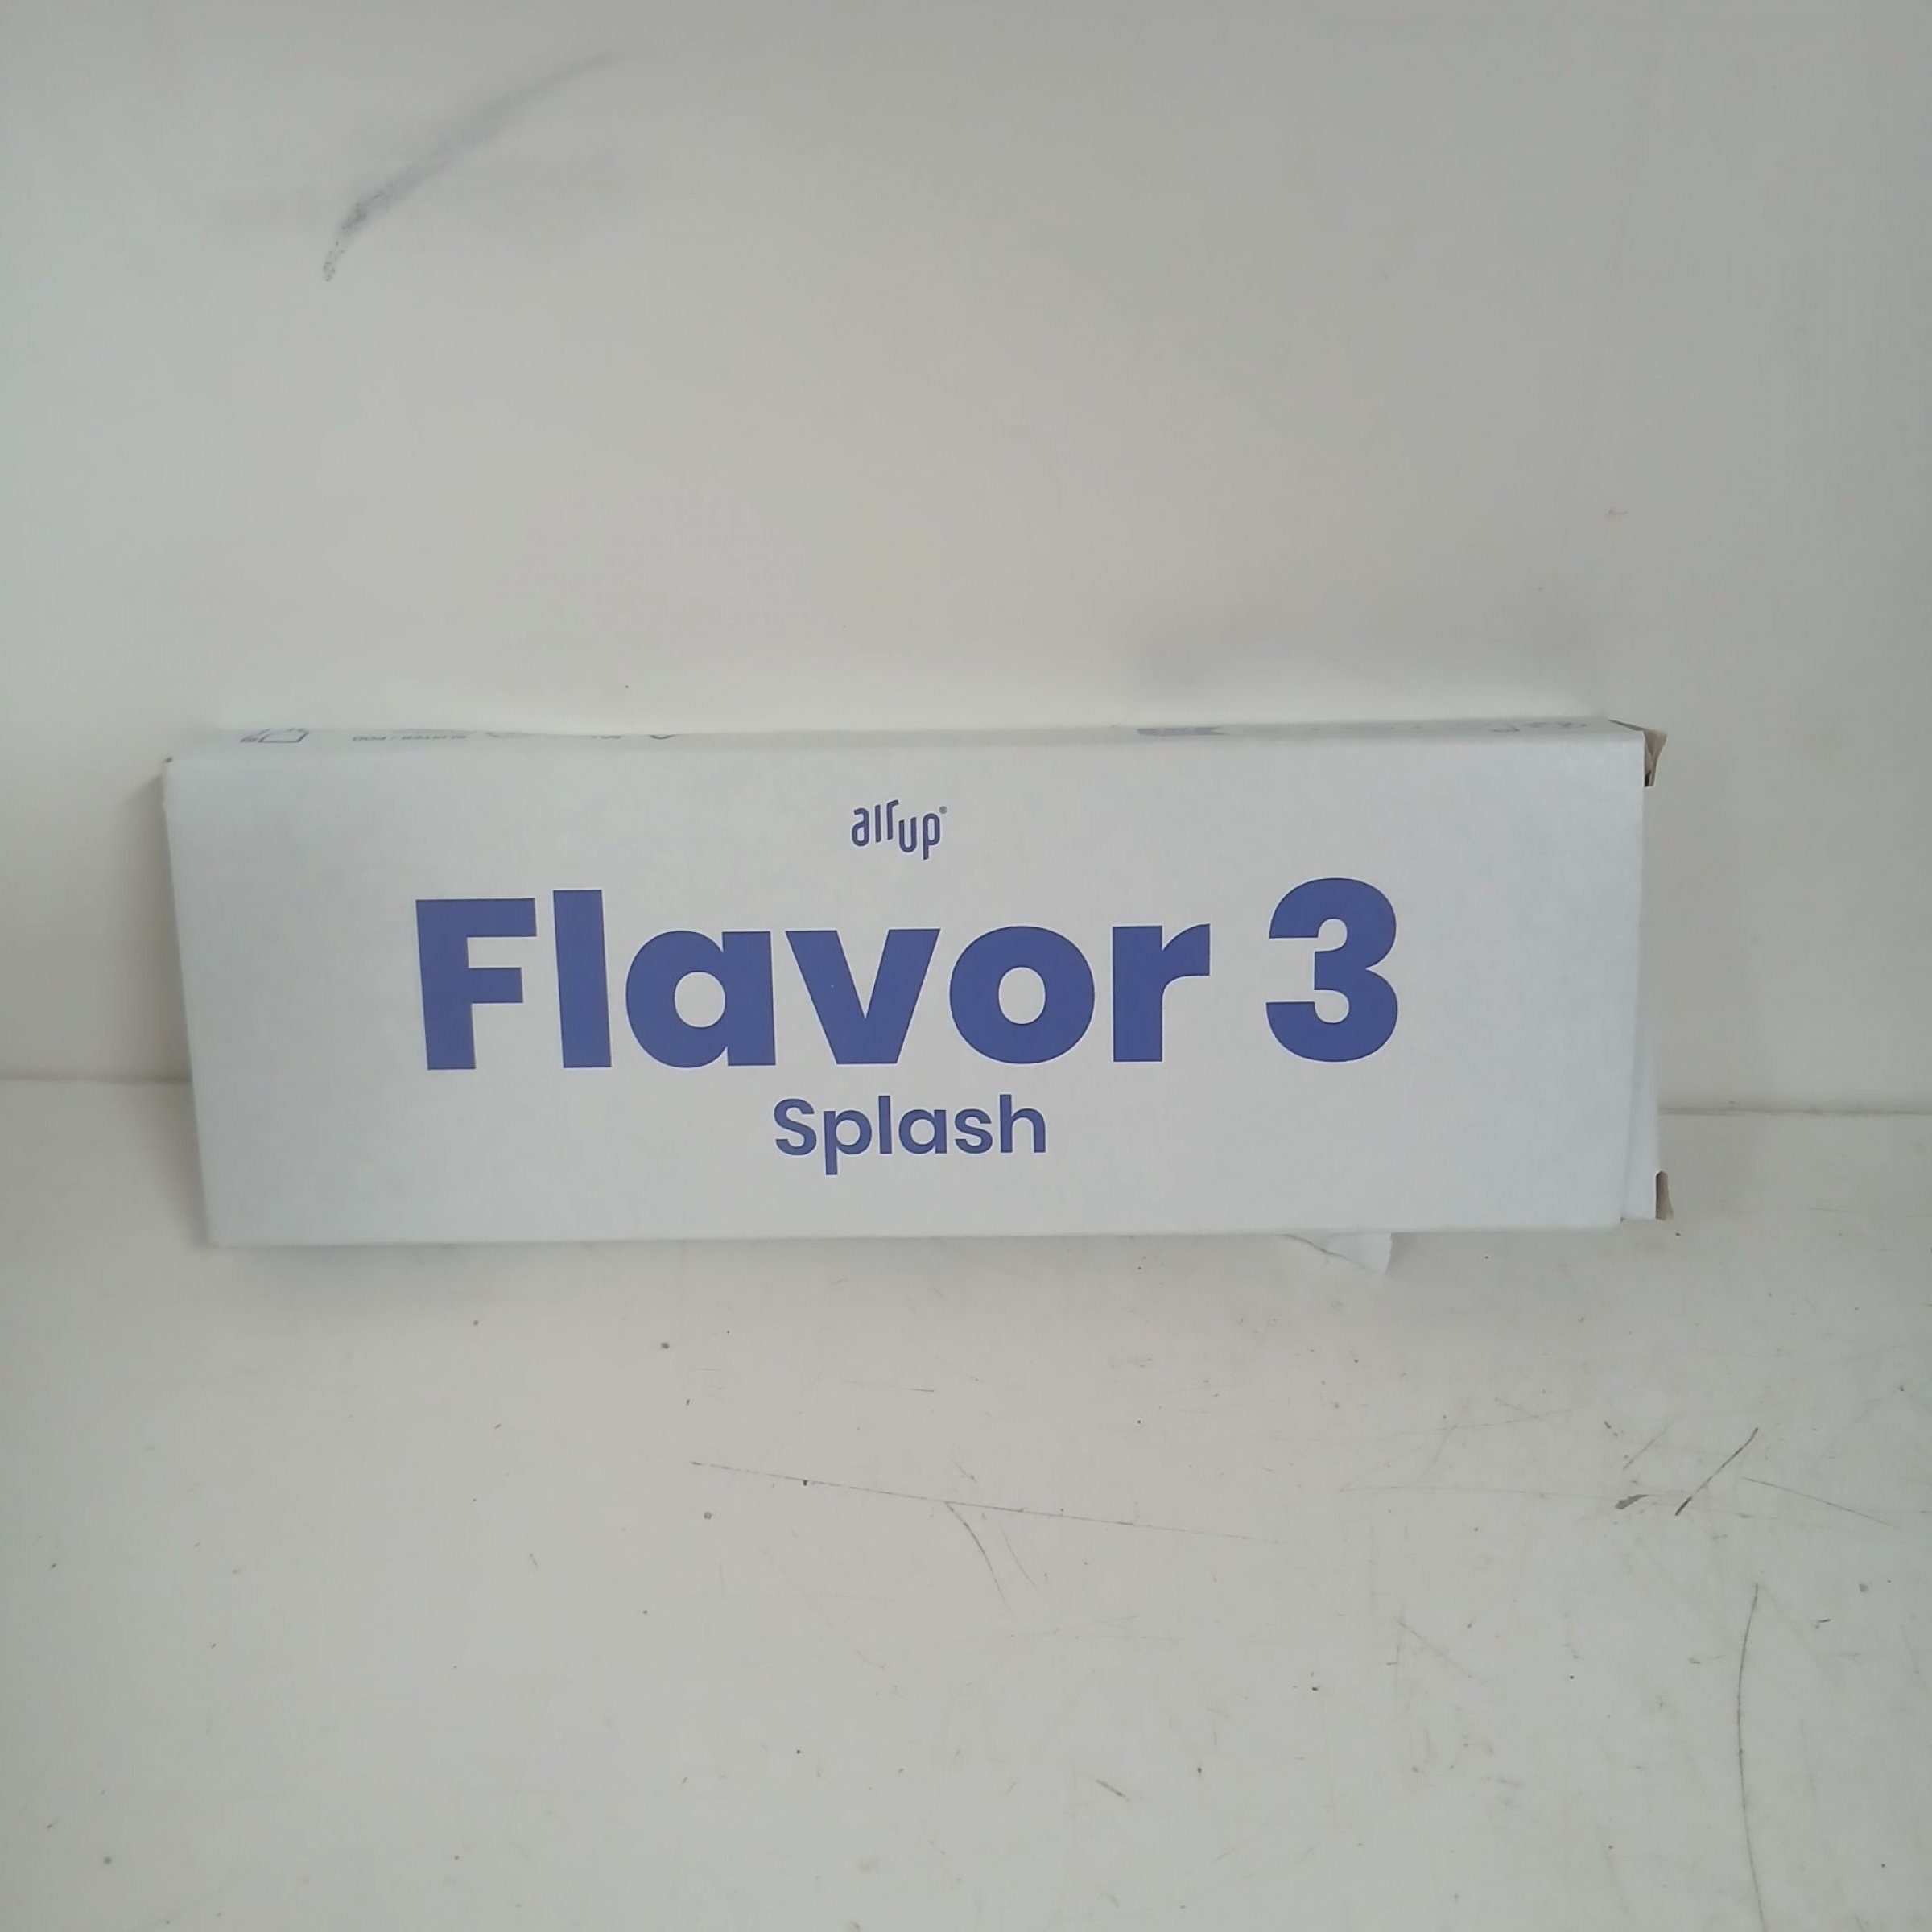 air up®
Flavor 3
Splash